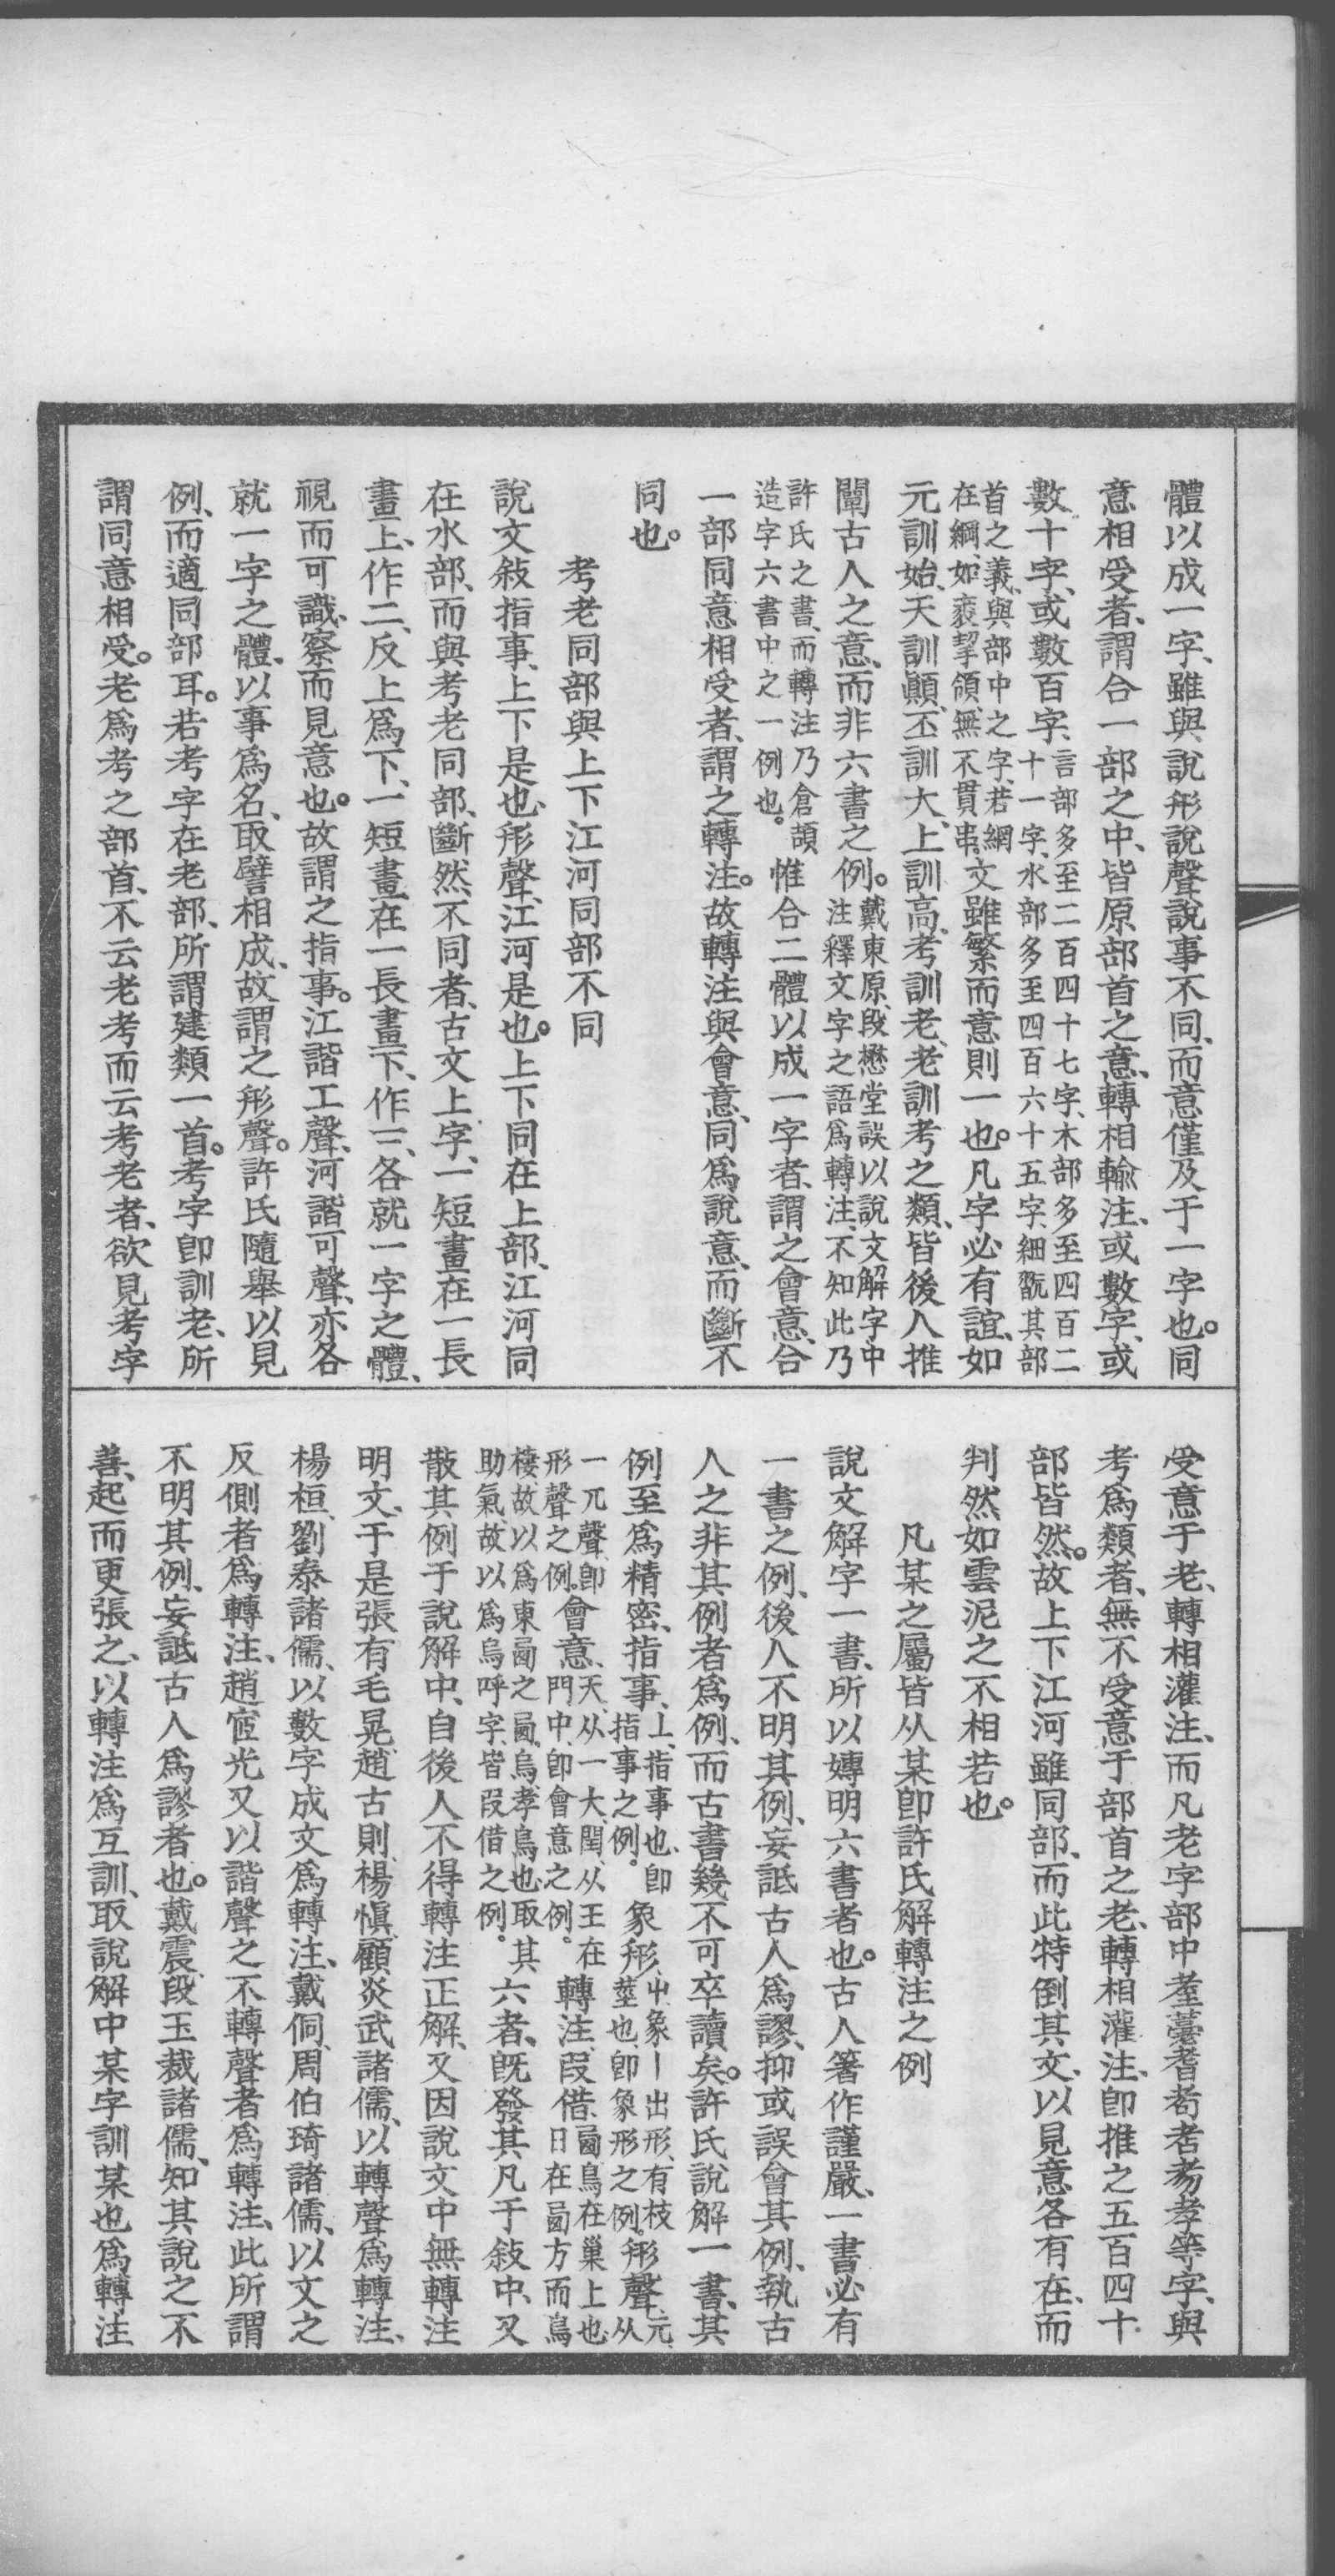 體以成一字、雖與說形說聲說事不同、而意僅及于一字也。同
意相受者、謂合一部之中、皆原部首之意、轉相輸注、或數字、或
數十字、或數百字、言部多至二百四十七字、木部多至四百二
十一字、水部多至四百六十五字、細翫其部
首之義、與部中之字、若網
在綱、如裘挈領、無不貫串、文雖繁而意則一也。凡字必有誼、如
元訓始、天訓顚、丕訓大、上訓高、考訓老、老訓考之類、皆後人推
闡古人之意、而非六書之例。戴東原、段懋堂誤以說文解字中
注釋文字之語爲轉注、不知此乃
許氏之書、而轉注乃倉頡
造字六書中之一例也。惟合二體以成一字者、謂之會意、合
一部同意相受者、謂之轉注。故轉注與會意、同爲說意、而斷不
同也。
考老同部與上下江河同部不同
說文敍指事、上下是也、形聲、江河是也。上下同在上部、江河同
在水部、而與考老同部、斷然不同者、古文上字、一短畫在一長
畫上、作二、反上爲下、一短畫在一長畫下、作二、各就一字之體、
視而可識、察而見意也。故謂之指事。江諧工聲、河諧可聲、亦各
就一字之體、以事爲名、取譬相成、故謂之形聲。許氏隨舉以見
例、而適同部耳。若考字在老部、所謂建類一首。考字卽訓老、所
謂同意相受。老爲考之部首、不云老考而云考老者、欲見考字
受意于老、轉相灌注、而凡老字部中耋薹耆耇耉孝等字、與
考爲類者、無不受意于部首之老、轉相灌注、卽推之五百四十
部皆然。故上下江河雖同部、而此特倒其文、以見意各有在、而
判然如雲泥之不相若也。
凡某之屬皆从某卽許氏解轉注之例
說文解字一書、所以嫥明六書者也。古人箸作謹嚴、一書必有
一書之例、後人不明其例、妄詆古人爲謬、抑或誤會其例、執古
人之非其例者爲例、而古書幾不可卒讀矣。許氏說解一書、其
例至爲精密、指事、上、指事也、卽
指事之例。象形、屮象丨出形、有枝
莖也、卽象形之例。形聲、元、从
一兀聲、卽
形聲之例。會意、天、从一大、閏、从王在
門中、卽會意之例。轉注、叚借、㢴鳥在巢上也、
日在㢴方而鳥
棲、故以爲東㢴之㢴、烏、孝鳥也、取其
助氣、故以爲烏呼字、皆叚借之例。六者、旣發其凡于敍中、又
散其例于說解中、自後人不得轉注正解、又因說文中無轉注
明文、于是張有毛晃、趙古則、楊愼、顧炎武諸儒、以轉聲爲轉注、
楊桓、劉泰諸儒、以數字成文爲轉注、戴侗、周伯琦諸儒、以文之
反側者爲轉注、趙宧光又以諧聲之不轉聲者爲轉注、此所謂
不明其例、妄詆古人爲謬者也。戴震、段玉裁諸儒、知其說之不
善、起而更張之、以轉注爲互訓、取說解中某字訓某也爲轉注